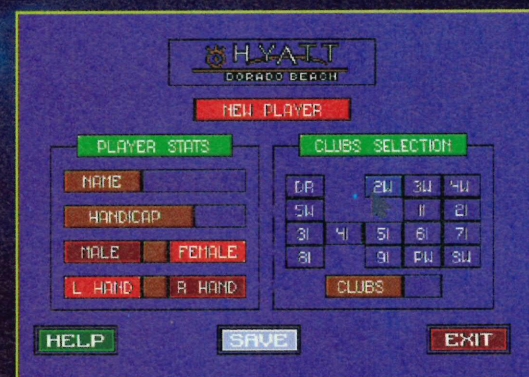 HYATT
DORADO BEACH
NEW PLAYER
PLAYER STATS
CLUBS SELECTION
NAME
DR 2W 3W 4W
HANDICAP
5W 1I 2I
3I 4I 5I 6I 7I
MALE FEMALE
8I 9I PW SW
L HAND R HAND
CLUBS
HELP SAVE EXIT